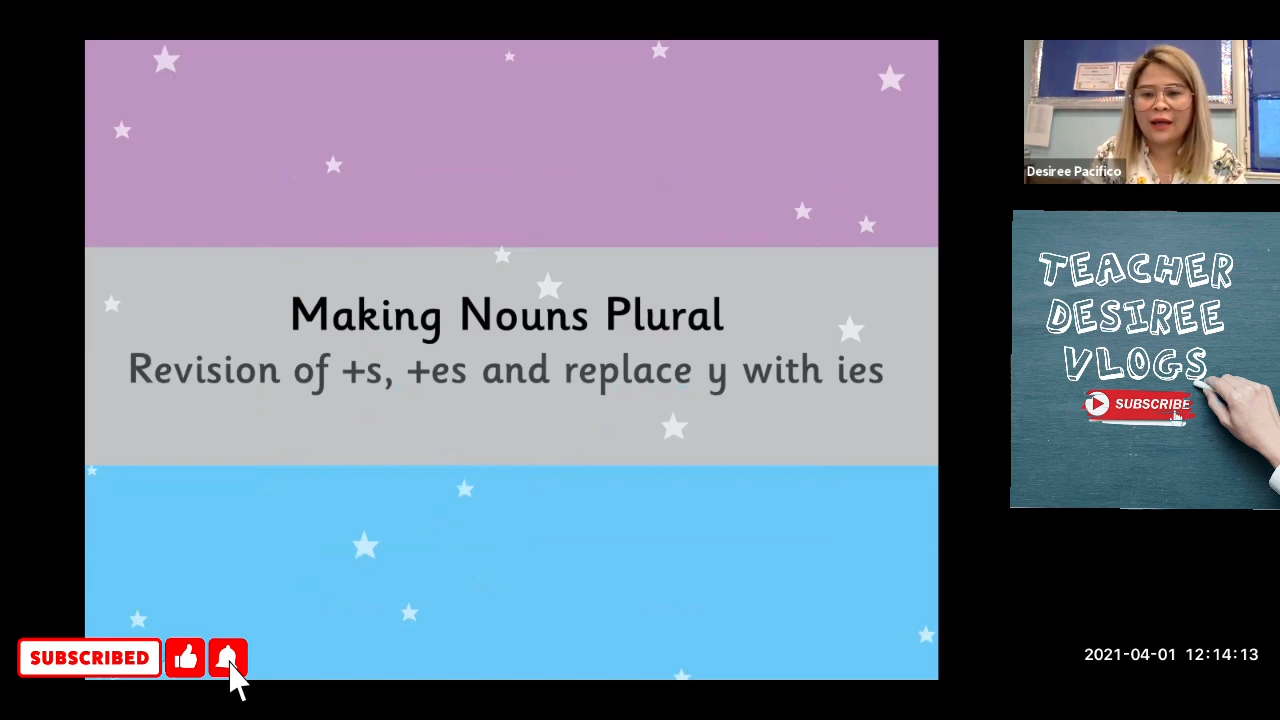 Making Nouns Plural
Revision of +s, +es and replace y with ies
Desiree Pacifico
TEACHER
DESIREE
VLOGS
SUBSCRIBE
SUBSCRIBED
2021-04-01 12:14:13